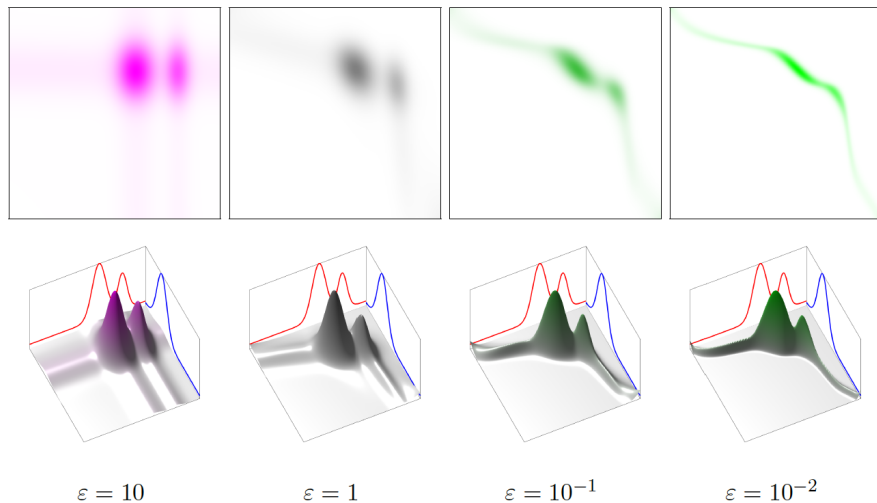 ε = 10
ε = 1
ε = 10⁻¹
ε = 10⁻²